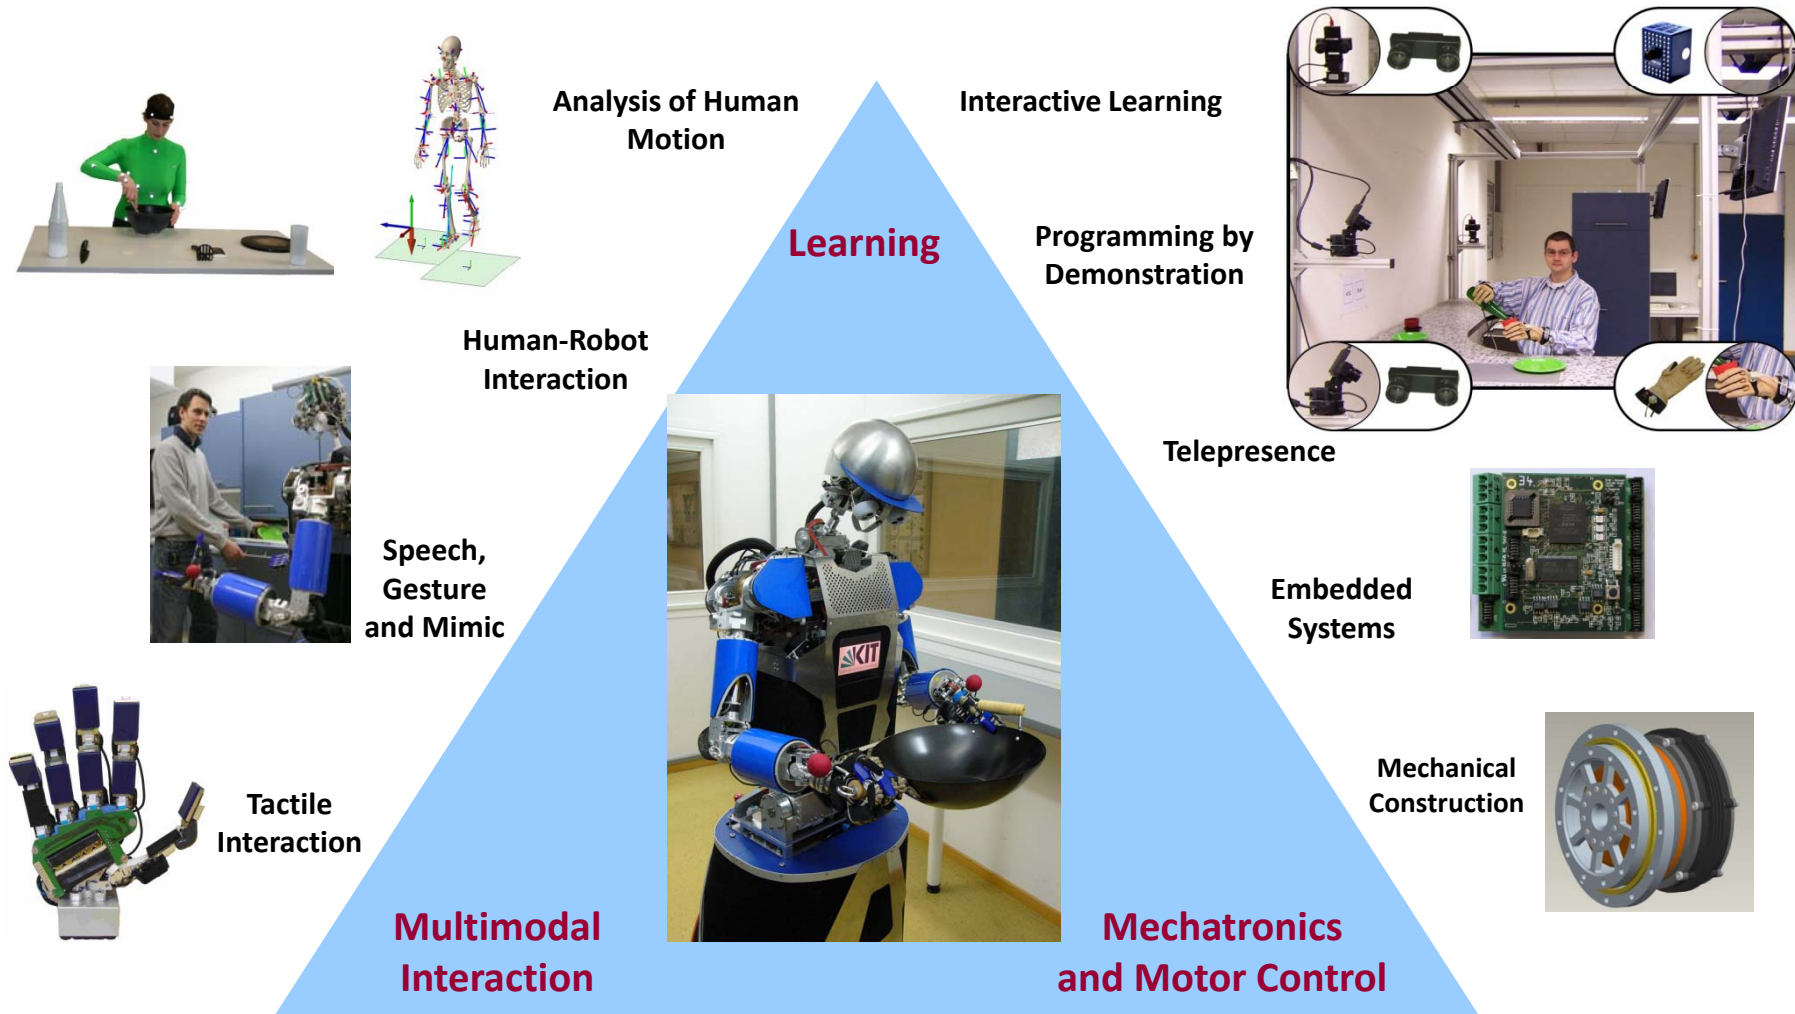 Analysis of Human
Motion
Interactive Learning
Learning
Programming by
Demonstration
Human-Robot
Interaction
Telepresence
Speech,
Gesture
and Mimic
Embedded
Systems
34
KIT
Mechanical
Construction
Tactile
Interaction
Multimodal
Interaction
Mechatronics
and Motor Control